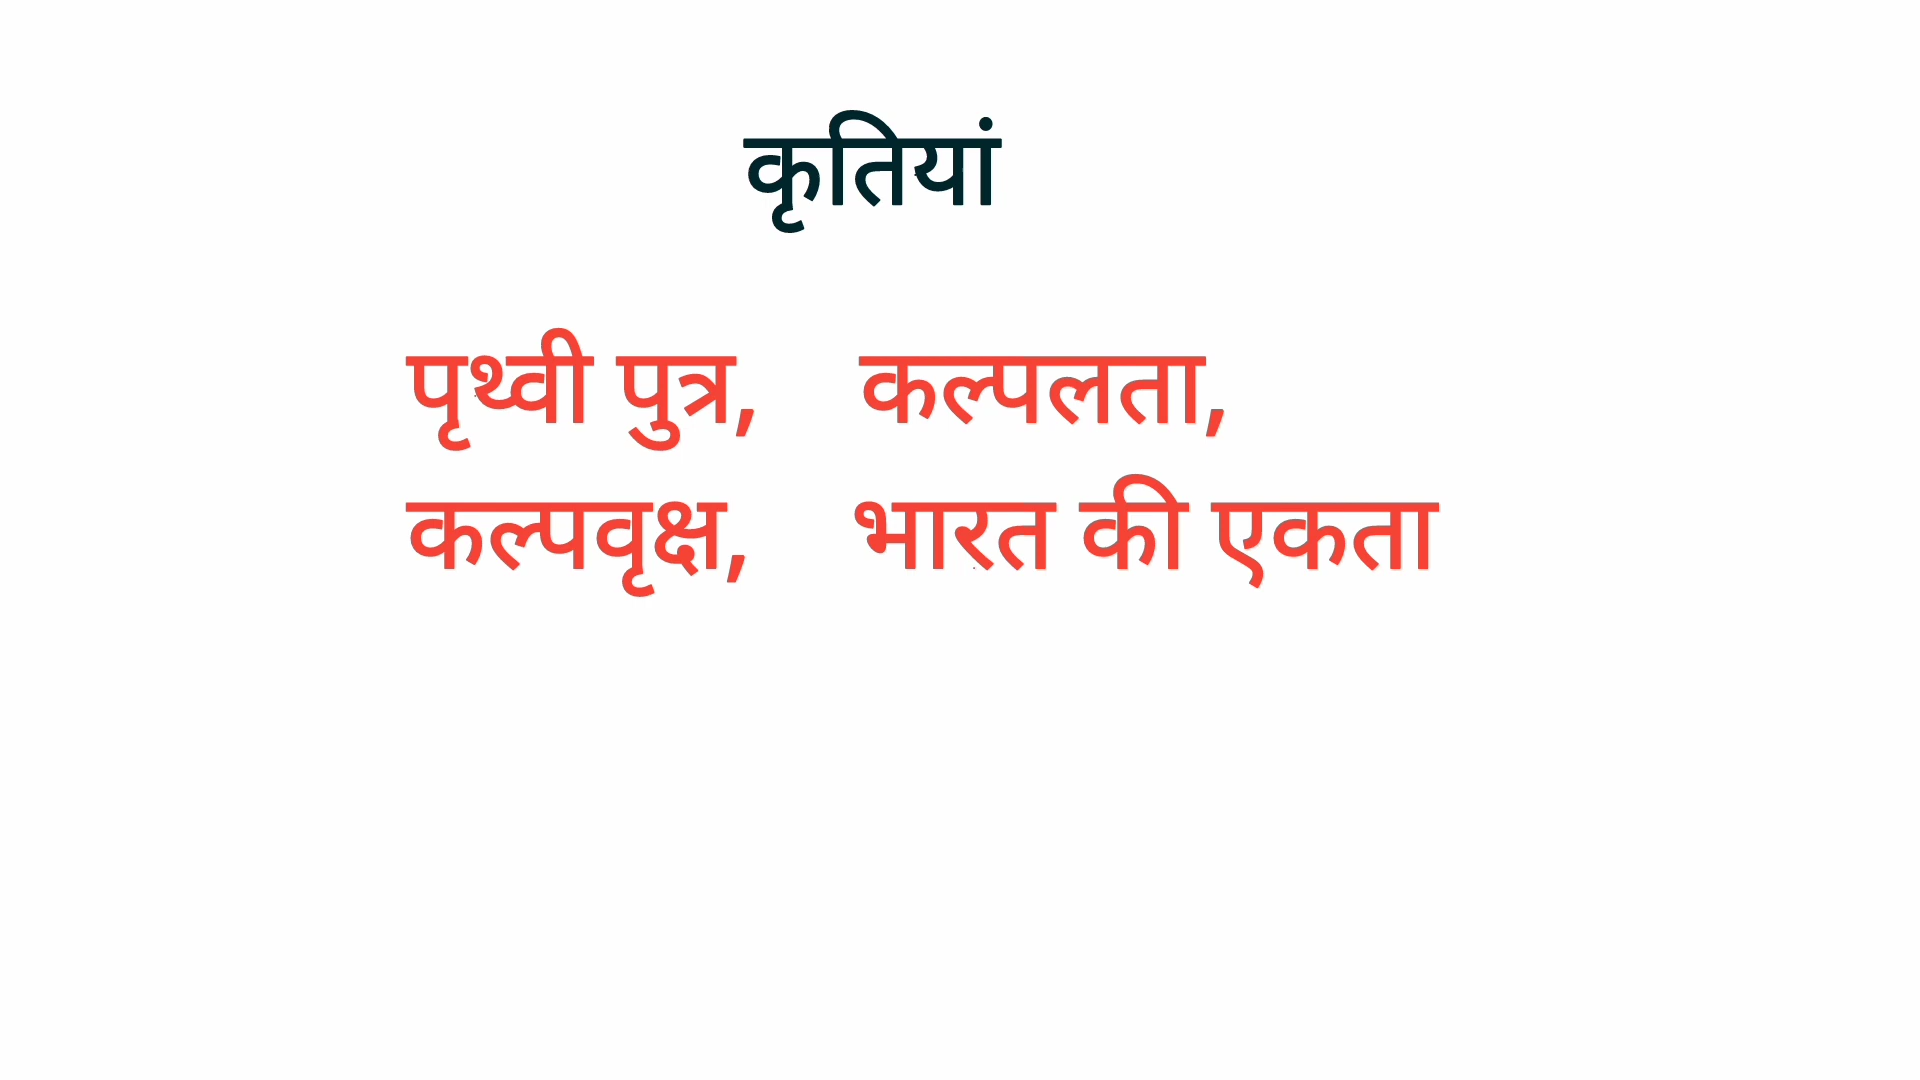 कृतियां
पृथ्वी पुत्र, कल्पलता,
कल्पवृक्ष, भारत की एकता